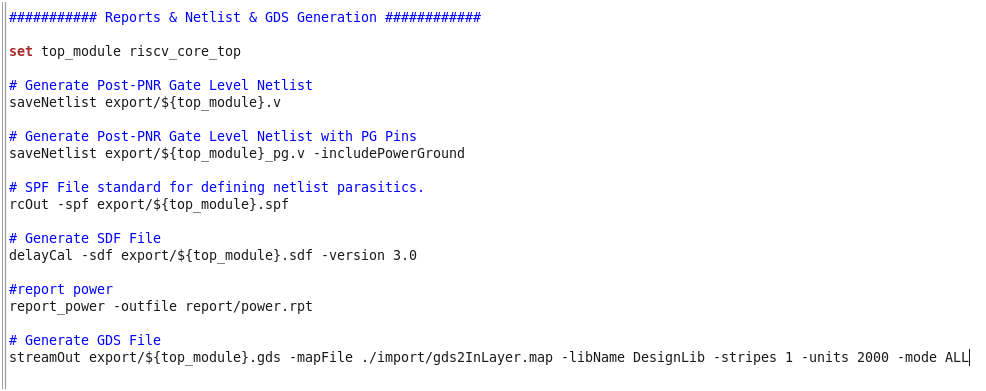 ########### Reports & Netlist & GDS Generation ############
set top_module riscv_core_top
# Generate Post-PNR Gate Level Netlist
saveNetlist export/${top_module}.v
# Generate Post-PNR Gate Level Netlist with PG Pins
saveNetlist export/${top_module}_pg.v -includePowerGround
# SPF File standard for defining netlist parasitics.
rcOut -spf export/${top_module}.spf
# Generate SDF File
delayCal -sdf export/${top_module}.sdf -version 3.0
#report power
report_power -outfile report/power.rpt
# Generate GDS File
streamOut export/${top_module}.gds -mapFile ./import/gds2InLayer.map -libName DesignLib -stripes 1 -units 2000 -mode ALL